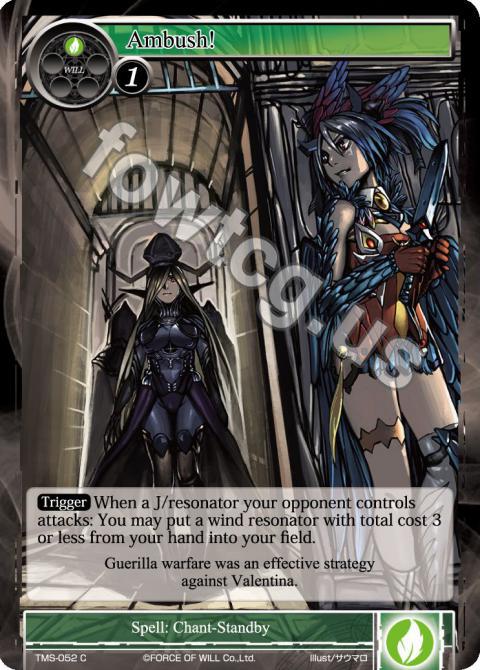 Ambush!
WILL
1
fowtcg.us
Trigger When a J/resonator your opponent controls
attacks: You may put a wind resonator with total cost 3
or less from your hand into your field.
Guerilla warfare was an effective strategy
against Valentina.
Spell: Chant-Standby
TMS-052 C
©FORCE OF WILL Co.,Ltd.
Illust/サウマロ